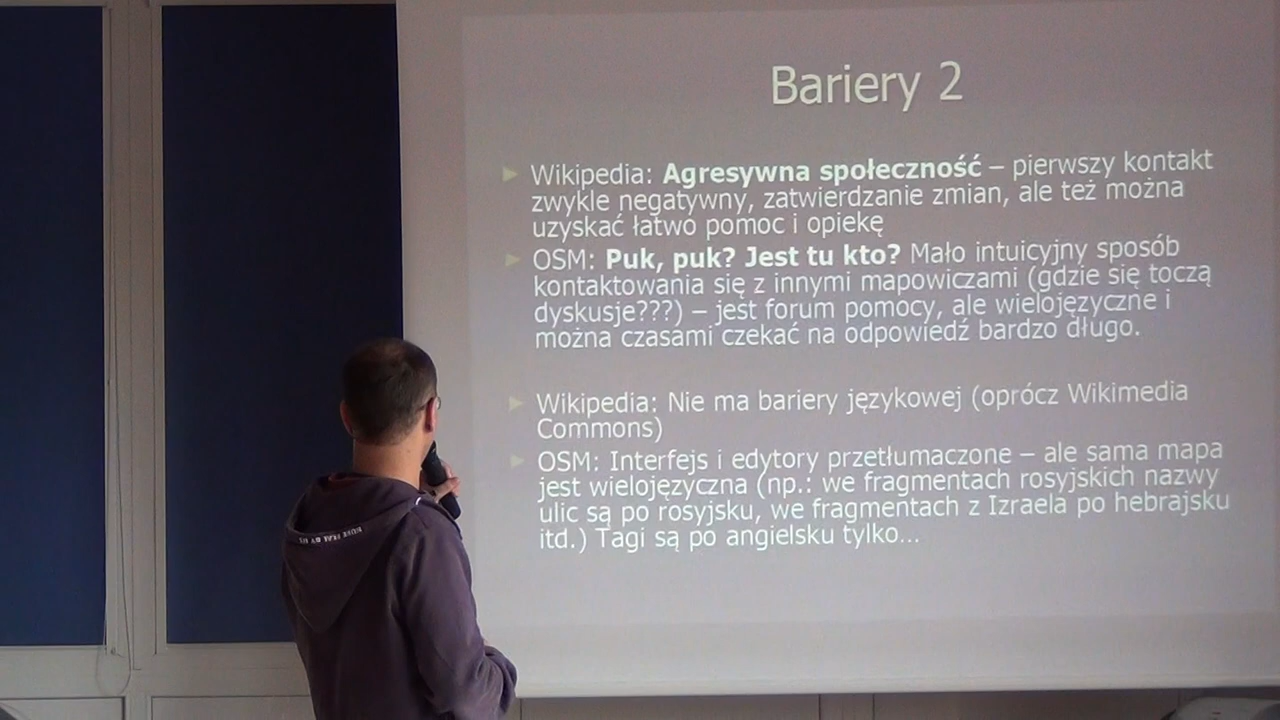 Bariery 2
Wikipedia: Agresywna społeczność – pierwszy kontakt
zwykle negatywny, zatwierdzanie zmian, ale też można
uzyskać łatwo pomoc i opiekę
OSM: Puk, puk? Jest tu kto? Mało intuicyjny sposób
kontaktowania się z innymi mapowiczami (gdzie się toczą
dyskusje???) – jest forum pomocy, ale wielojęzyczne i
można czasami czekać na odpowiedź bardzo długo.
Wikipedia: Nie ma bariery językowej (oprócz Wikimedia
Commons)
OSM: Interfejs i edytory przetłumaczone – ale sama mapa
jest wielojęzyczna (np.: we fragmentach rosyjskich nazwy
ulic są po rosyjsku, we fragmentach z Izraela po hebrajsku
itd.) Tagi są po angielsku tylko...